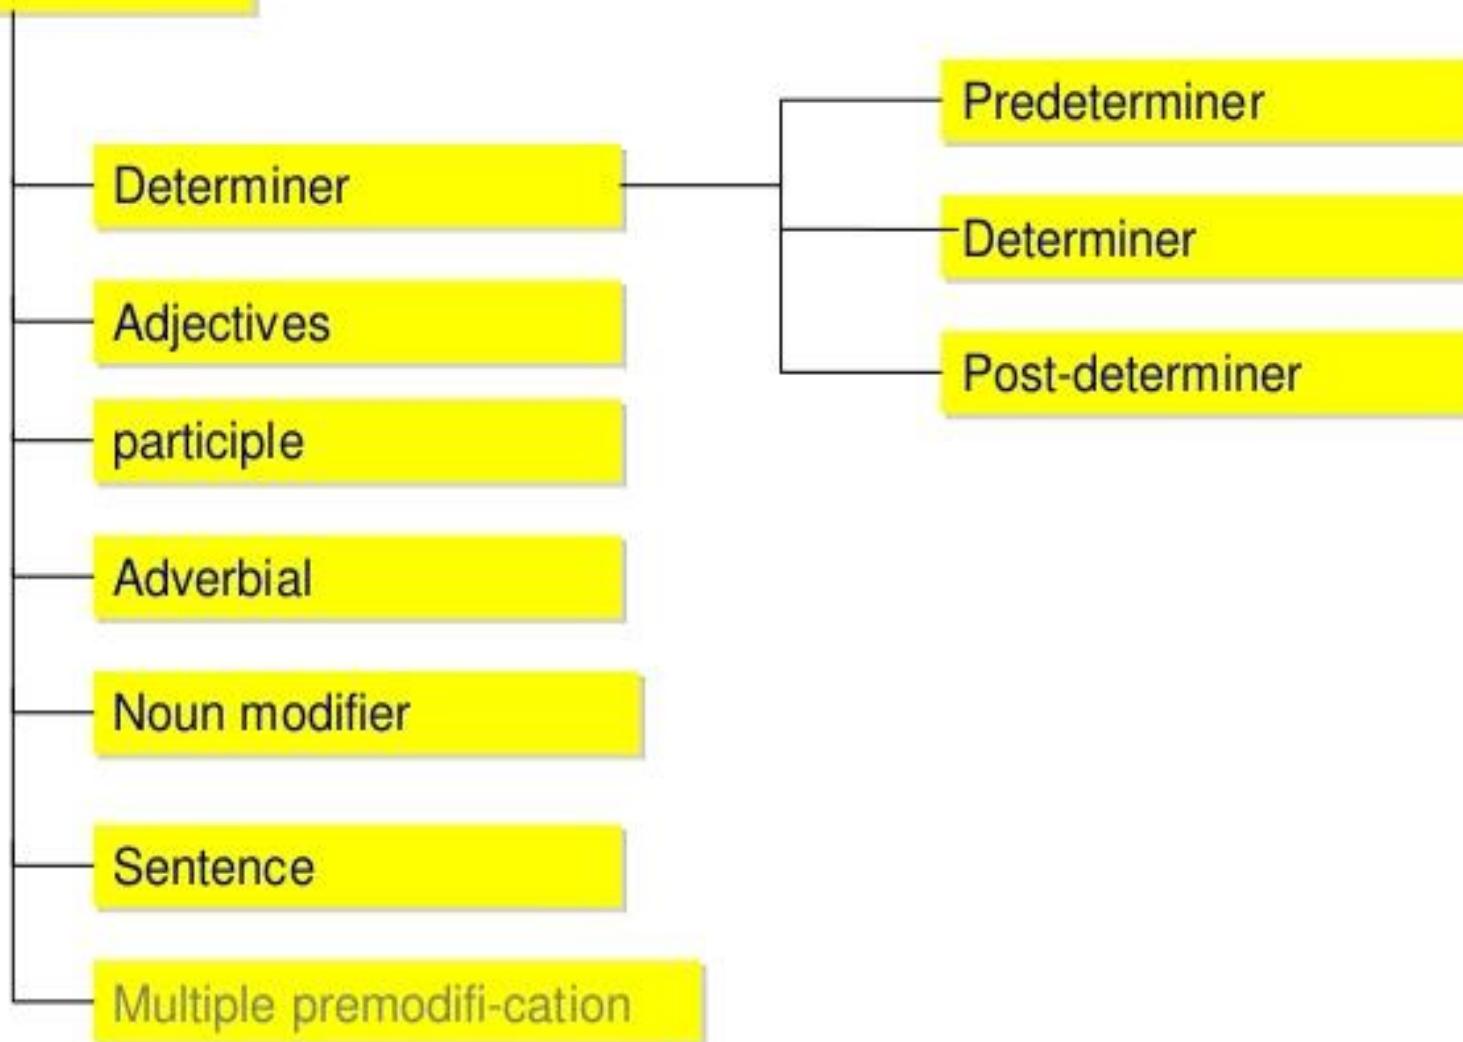 Determiner
Adjectives
participle
Adverbial
Noun modifier
Sentence
Multiple premodifi-cation
Predeterminer
Determiner
Post-determiner